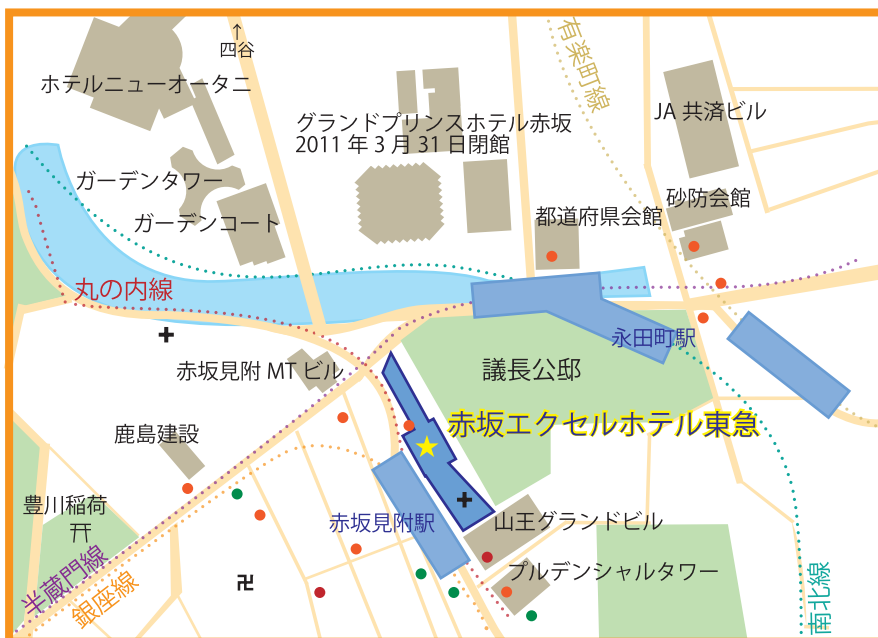 ↑
四谷
有楽町線
ホテルニューオータニ
グランドプリンスホテル赤坂
2011 年 3 月 31 日閉館
JA 共済ビル
ガーデンタワー
ガーデンコート
都道府県会館
砂防会館
丸の内線
永田町駅
赤坂見附 MT ビル
議長公邸
赤坂エクセルホテル東急
鹿島建設
豊川稲荷
赤坂見附駅
山王グランドビル
プルデンシャルタワー
半蔵門線
銀座線
卍
南北線